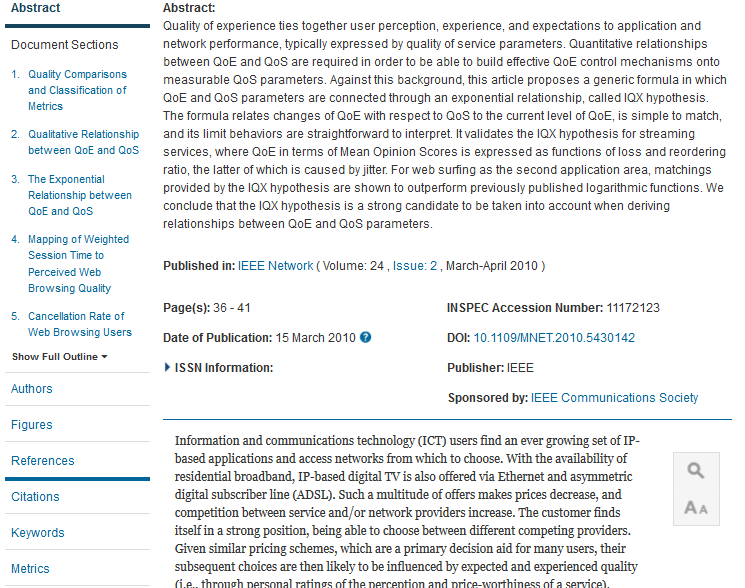 Abstract
Document Sections
1. Quality Comparisons
and Classification of
Metrics
2. Qualitative Relationship
between QoE and QoS
3. The Exponential
Relationship between
QoE and QoS
4. Mapping of Weighted
Session Time to
Perceived Web
Browsing Quality
5. Cancellation Rate of
Web Browsing Users
Show Full Outline
Authors
Figures
References
Citations
Keywords
Metrics
Abstract:
Quality of experience ties together user perception, experience, and expectations to application and
network performance, typically expressed by quality of service parameters. Quantitative relationships
between QoE and QoS are required in order to be able to build effective QoE control mechanisms onto
measurable QoS parameters. Against this background, this article proposes a generic formula in which
QoE and QoS parameters are connected through an exponential relationship, called IQX hypothesis.
The formula relates changes of QoE with respect to QoS to the current level of QoE, is simple to match,
and its limit behaviors are straightforward to interpret. It validates the IQX hypothesis for streaming
services, where QoE in terms of Mean Opinion Scores is expressed as functions of loss and reordering
ratio, the latter of which is caused by jitter. For web surfing as the second application area, matchings
provided by the IQX hypothesis are shown to outperform previously published logarithmic functions. We
conclude that the IQX hypothesis is a strong candidate to be taken into account when deriving
relationships between QoE and QoS parameters.
Published in: IEEE Network ( Volume: 24 , Issue: 2 , March-April 2010 )
Page(s): 36 - 41
INSPEC Accession Number: 11172123
Date of Publication: 15 March 2010 ?
DOI: 10.1109/MNET.2010.5430142
ISSN Information:
Publisher: IEEE
Sponsored by: IEEE Communications Society
Information and communications technology (ICT) users find an ever growing set of IP-
based applications and access networks from which to choose. With the availability of
residential broadband, IP-based digital TV is also offered via Ethernet and asymmetric
digital subscriber line (ADSL). Such a multitude of offers makes prices decrease, and
competition between service and/or network providers increase. The customer finds
itself in a strong position, being able to choose between different competing providers.
Given similar pricing schemes, which are a primary decision aid for many users, their
subsequent choices are then likely to be influenced by expected and experienced quality
(i.e., through personal ratings of the perception and price-worthiness of a service).
AA